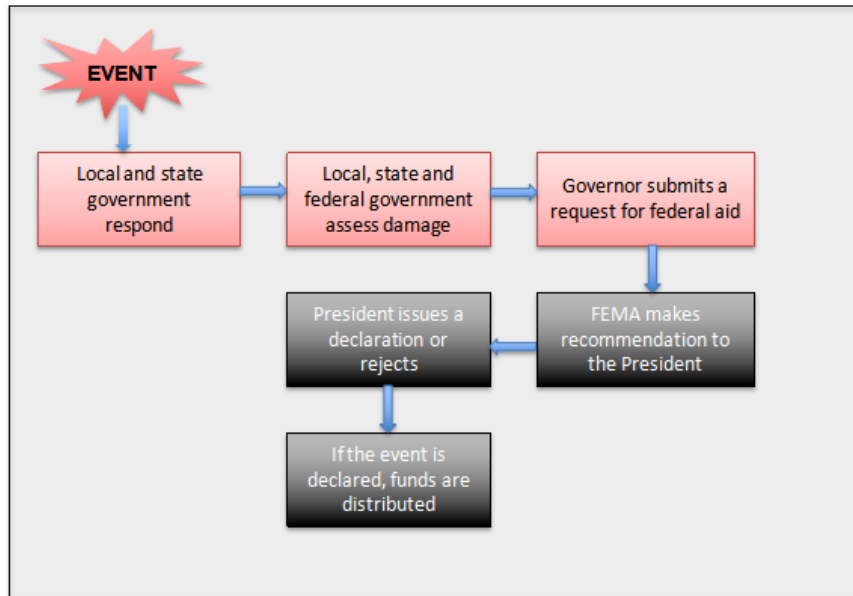 EVENT
Local and state
government
respond
Local, state and
federal government
assess damage
Governor submits a
request for federal aid
President issues a
declaration or
rejects
FEMA makes
recommendation to
the President
If the event is
declared, funds are
distributed